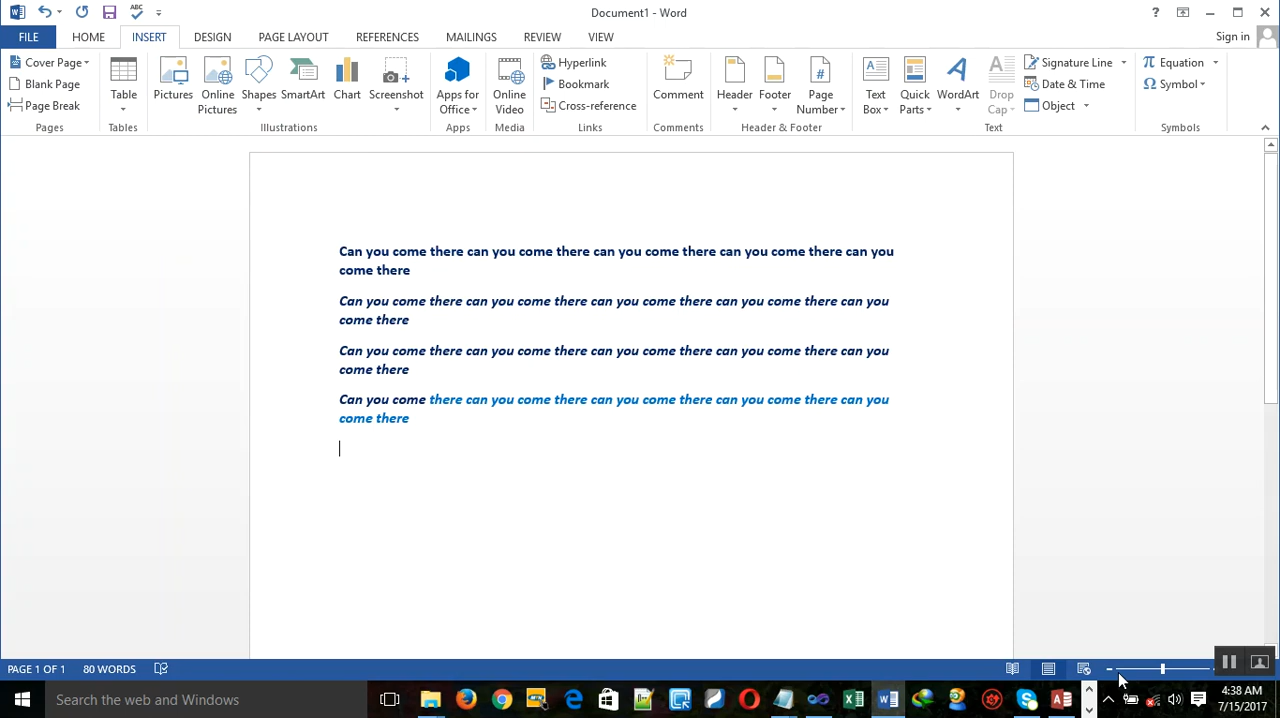 ABC
Document1 - Word
?
FILE
HOME
INSERT
DESIGN
PAGE LAYOUT
REFERENCES
MAILINGS
REVIEW
VIEW
Sign in
Cover Page
Blank Page
Page Break
Pages
Table
Tables
Pictures
Online
Pictures
Shapes
SmartArt
Chart
Screenshot
Illustrations
Apps for
Office
Apps
Online
Video
Media
Hyperlink
Bookmark
Cross-reference
Links
Comment
Comments
Header
Footer
Page
Number
Header & Footer
Text
Box
Quick
Parts
WordArt
Drop
Cap
Signature Line
Date & Time
Object
Text
Equation
Symbol
Symbols
Can you come there can you come there can you come there can you come there can you
come there
Can you come there can you come there can you come there can you come there can you
come there
Can you come there can you come there can you come there can you come there can you
come there
Can you come there can you come there can you come there can you come there can you
come there
PAGE 1 OF 1
80 WORDS
Search the web and Windows
4:38 AM
7/15/2017